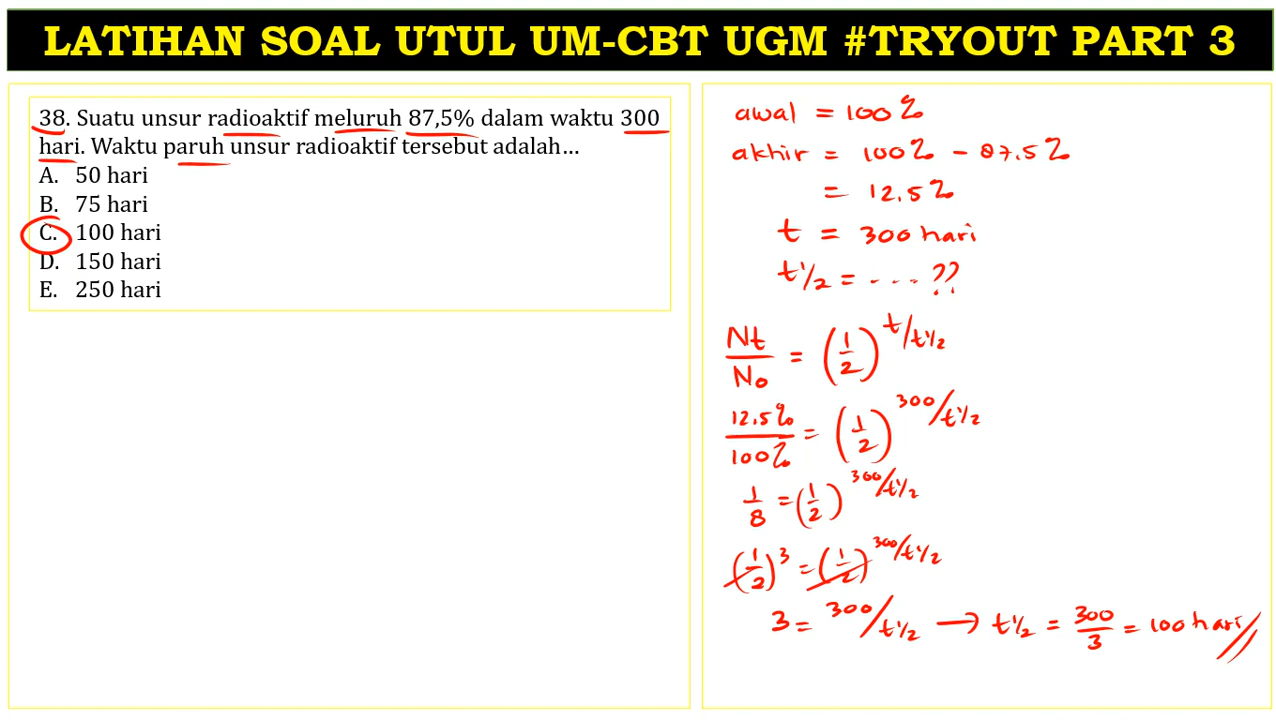 LATIHAN SOAL UTUL UM-CBT UGM #TRYOUT PART 3
38. Suatu unsur radioaktif meluruh 87,5% dalam waktu 300
hari. Waktu paruh unsur radioaktif tersebut adalah...
A. 50 hari
B. 75 hari
C. 100 hari
D. 150 hari
E. 250 hari
awal = 100%
akhir = 100% - 87.5%
= 12.5%
t = 300 hari
t1/2 = .... ??
Nt/No = (1/2)^t/t1/2
12.5%/100% = (1/2)^300/t1/2
1/8 = (1/2)^300/t1/2
(1/2)^3 = (1/2)^300/t1/2
3 = 300/t1/2 → t1/2 = 300/3 = 100 hari //